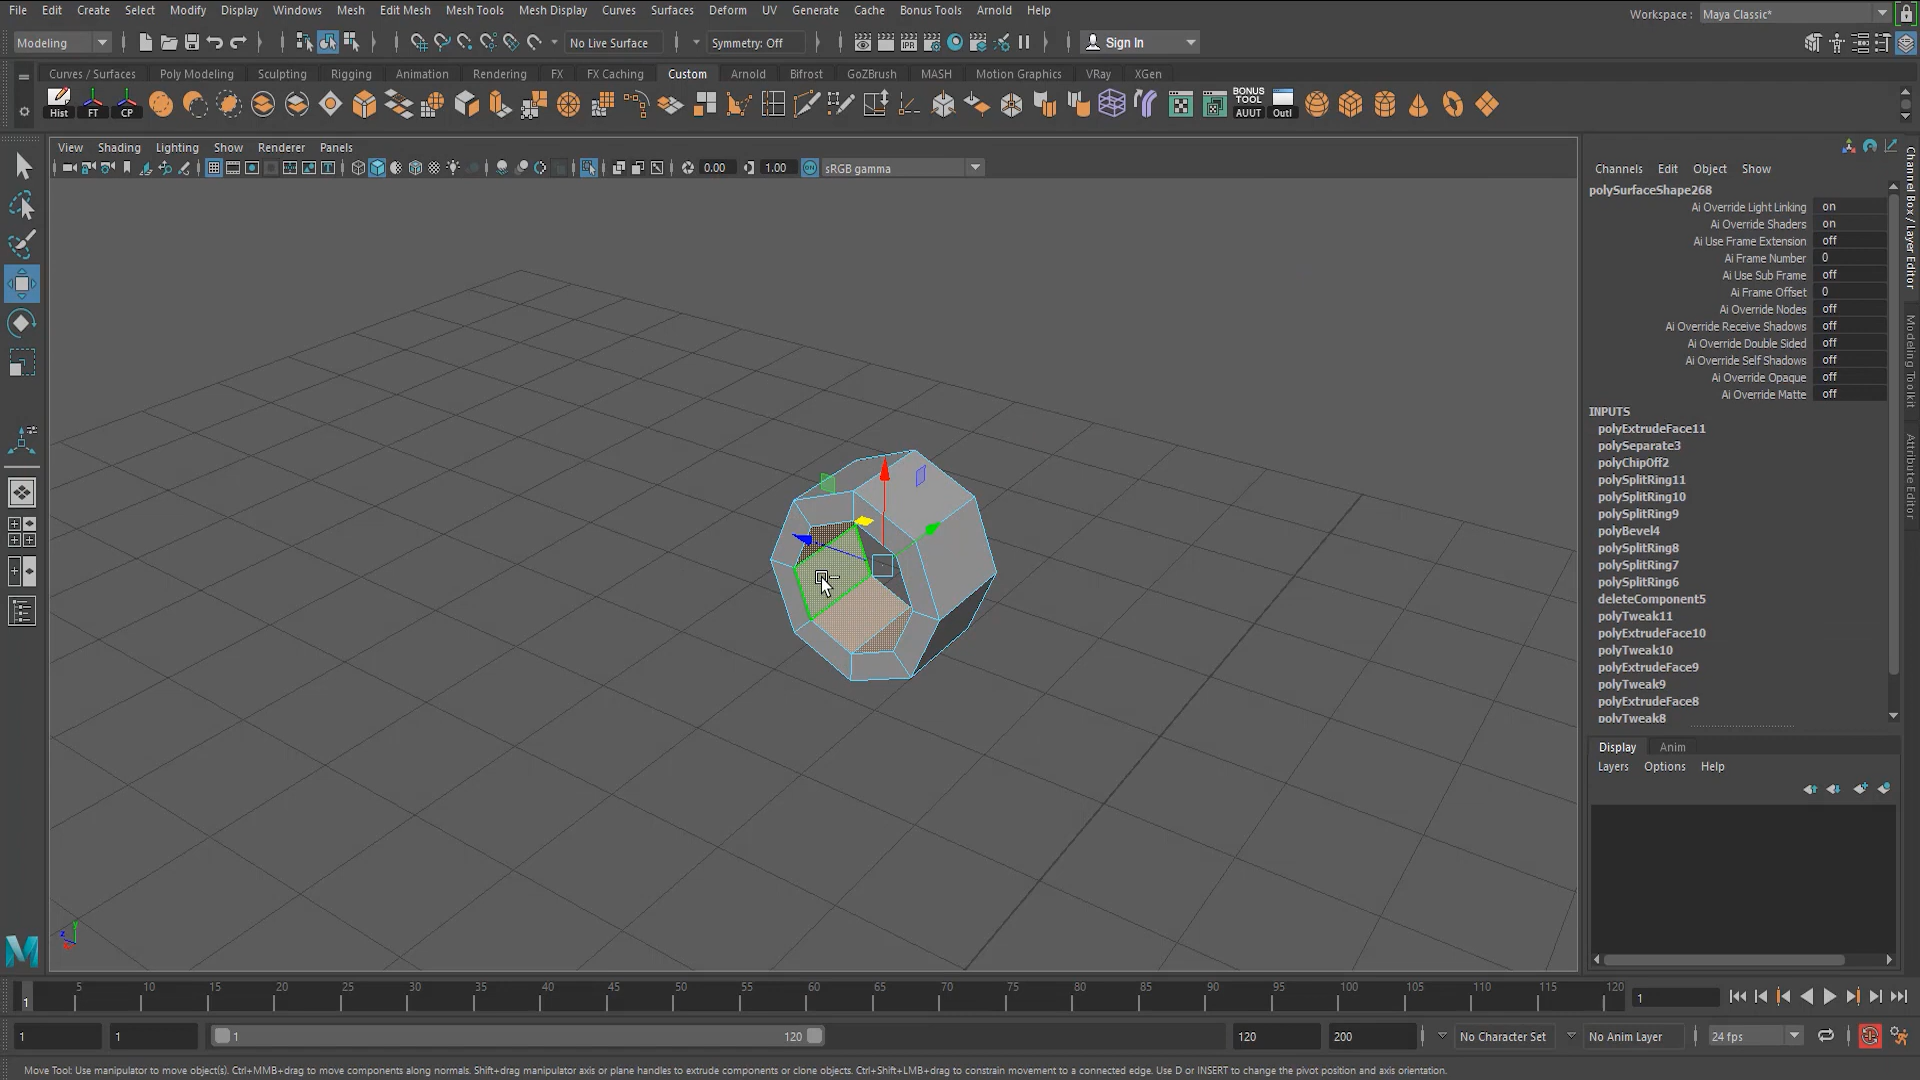 File Edit Create Select Modify Display Windows Mesh Edit Mesh Mesh Tools Mesh Display Curves Surfaces Deform UV Generate Cache Bonus Tools Arnold Help
Workspace : Maya Classic*
Modeling
No Live Surface
Symmetry: Off
IPR
Sign In
Curves / Surfaces Poly Modeling Sculpting Rigging Animation Rendering FX FX Caching Custom Arnold Bifrost GoZBrush MASH Motion Graphics VRay XGen
Hist FT CP
BONUS TOOL AUUT
Outl
View Shading Lighting Show Renderer Panels
0.00 1.00 sRGB gamma
Channels Edit Object Show
polySurfaceShape268
Ai Override Light Linking on
Ai Override Shaders on
Ai Use Frame Extension off
Ai Frame Number 0
Ai Use Sub Frame off
Ai Frame Offset 0
Ai Override Nodes off
Ai Override Receive Shadows off
Ai Override Double Sided off
Ai Override Self Shadows off
Ai Override Opaque off
Ai Override Matte off
INPUTS
polyExtrudeFace11
polySeparate3
polyChipOff2
polySplitRing11
polySplitRing10
polySplitRing9
polyBevel4
polySplitRing8
polySplitRing7
polySplitRing6
deleteComponent5
polyTweak11
polyExtrudeFace10
polyTweak10
polyExtrudeFace9
polyTweak9
polyExtrudeFace8
polyTweak8
Channel Box / Layer Editor
Modeling Toolkit
Attribute Editor
Display Anim
Layers Options Help
y z
1 5 10 15 20 25 30 35 40 45 50 55 60 65 70 75 80 85 90 95 100 105 110 115 120
1
1 1 1 120 120 200 No Character Set No Anim Layer 24 fps
Move Tool: Use manipulator to move object(s). Ctrl+MMB+drag to move components along normals. Shift+drag manipulator axis or plane handles to extrude components or clone objects. Ctrl+Shift+LMB+drag to constrain movement to a connected edge. Use D or INSERT to change the pivot position and axis orientation.